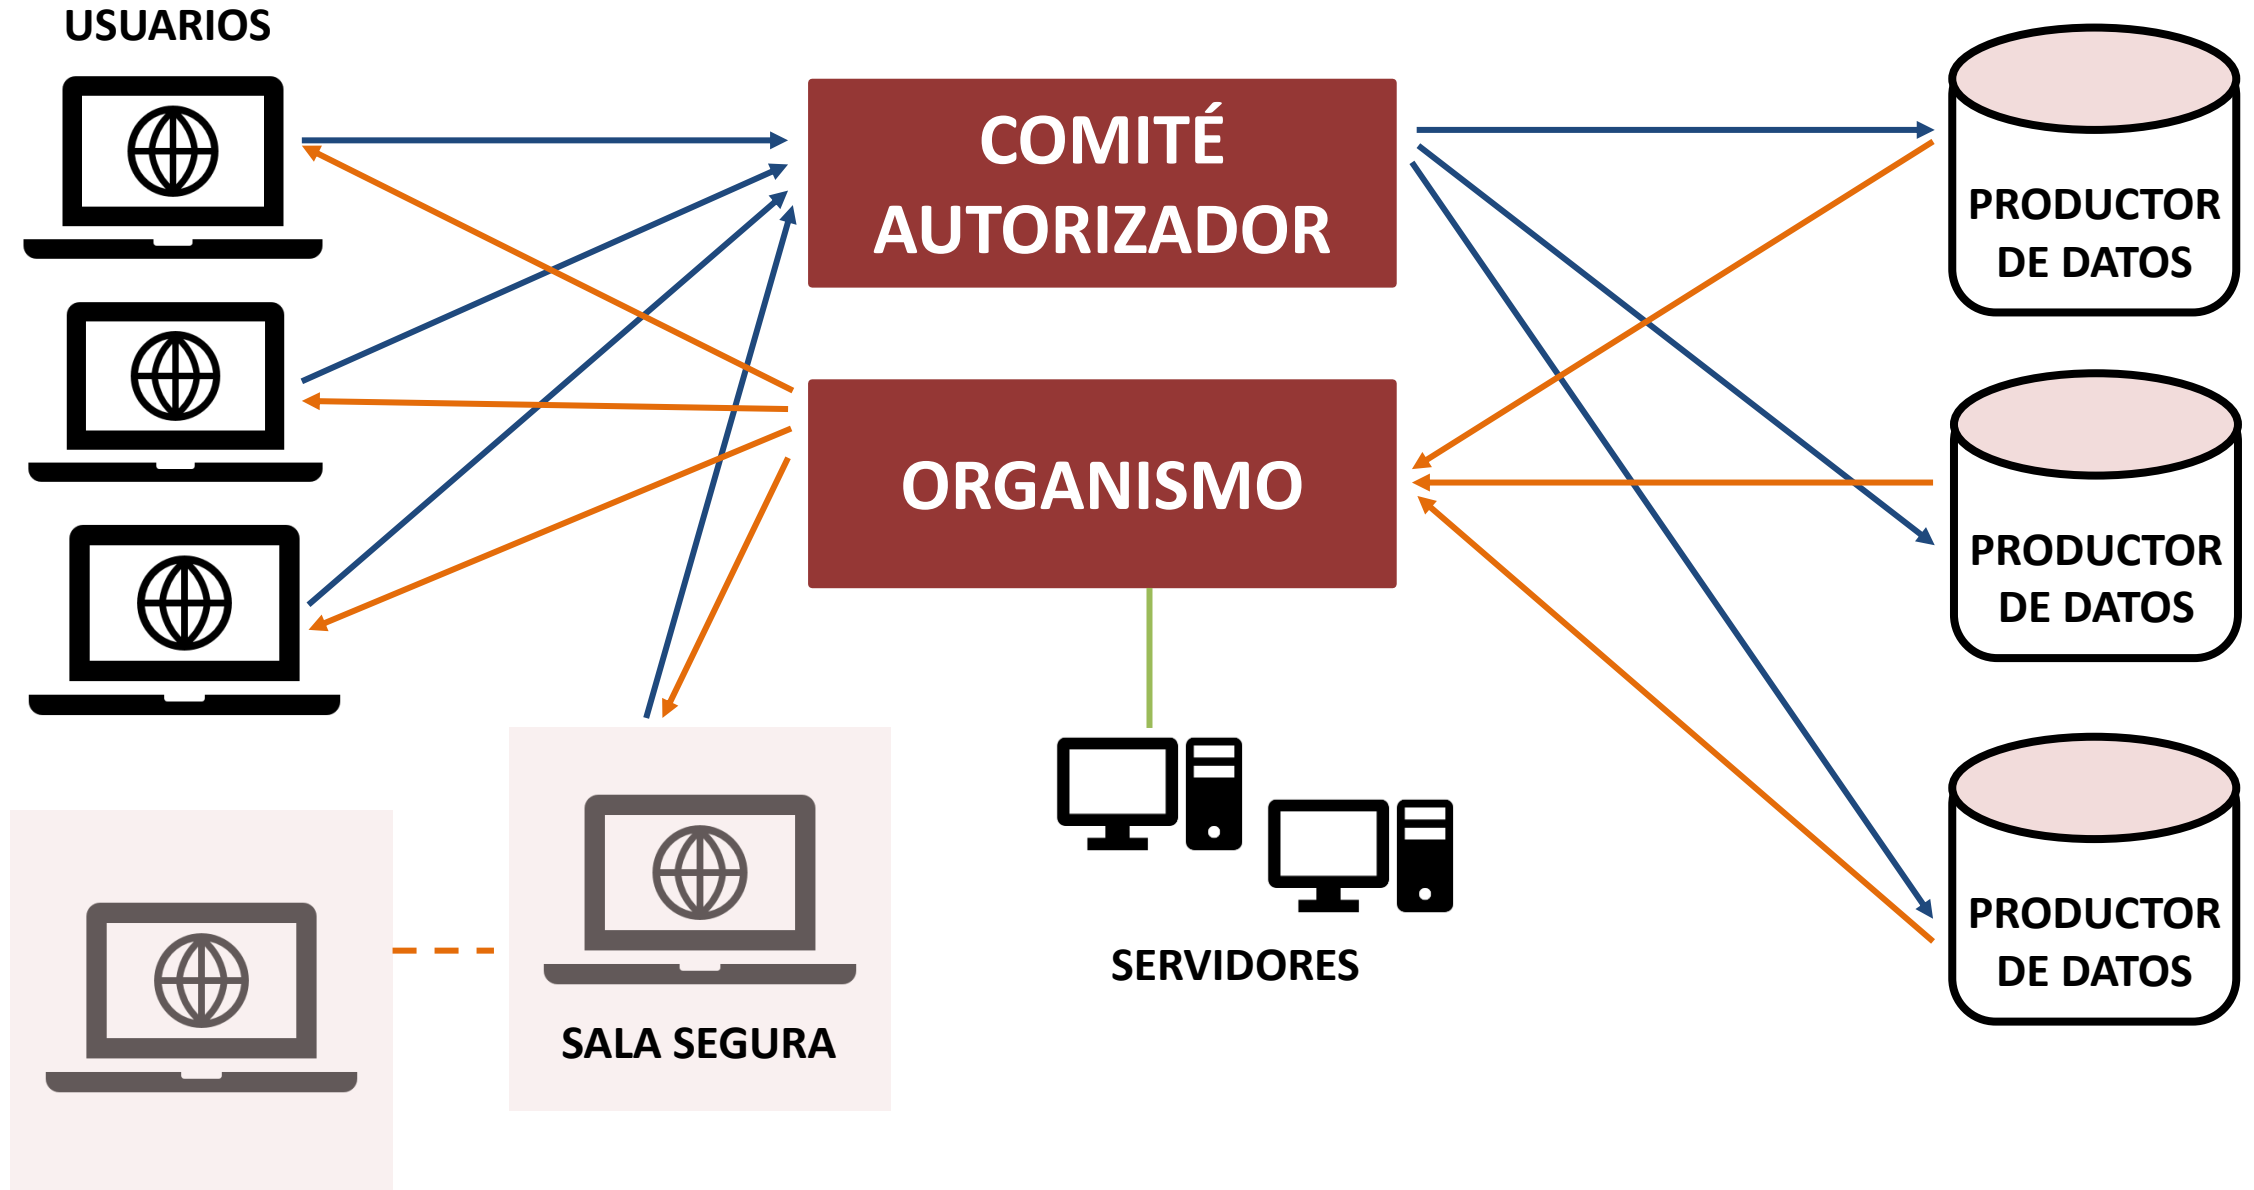 USUARIOS
COMITÉ
AUTORIZADOR
PRODUCTOR
DE DATOS
ORGANISMO
PRODUCTOR
DE DATOS
PRODUCTOR
DE DATOS
SERVIDORES
SALA SEGURA